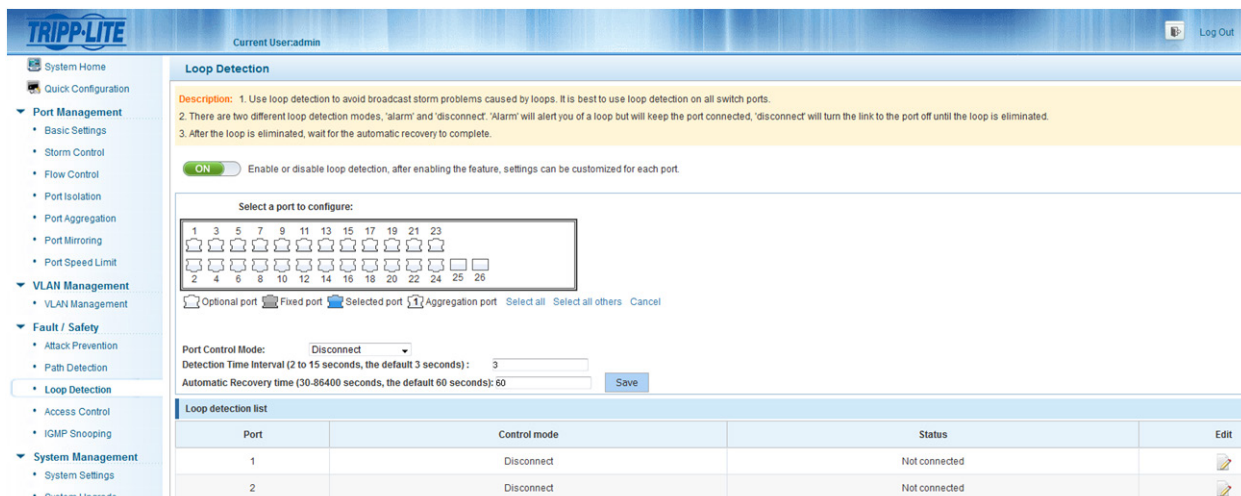 TRIPP·LITE
Current User:admin
Log Out
System Home
Quick Configuration
Port Management
Basic Settings
Storm Control
Flow Control
Port Isolation
Port Aggregation
Port Mirroring
Port Speed Limit
VLAN Management
VLAN Management
Fault / Safety
Attack Prevention
Path Detection
Loop Detection
Access Control
IGMP Snooping
System Management
System Settings
System Upgrade
Loop Detection
Description: 1. Use loop detection to avoid broadcast storm problems caused by loops. It is best to use loop detection on all switch ports.
2. There are two different loop detection modes, 'alarm' and 'disconnect'. 'Alarm' will alert you of a loop but will keep the port connected, 'disconnect' will turn the link to the port off until the loop is eliminated.
3. After the loop is eliminated, wait for the automatic recovery to complete.
ON Enable or disable loop detection, after enabling the feature, settings can be customized for each port.
Select a port to configure:
1 3 5 7 9 11 13 15 17 19 21 23
2 4 6 8 10 12 14 16 18 20 22 24 25 26
Optional port Fixed port Selected port 1 Aggregation port Select all Select all others Cancel
Port Control Mode: Disconnect
Detection Time Interval (2 to 15 seconds, the default 3 seconds) : 3
Automatic Recovery time (30-86400 seconds, the default 60 seconds): 60 Save
Loop detection list
Port Control mode Status Edit
1 Disconnect Not connected
2 Disconnect Not connected